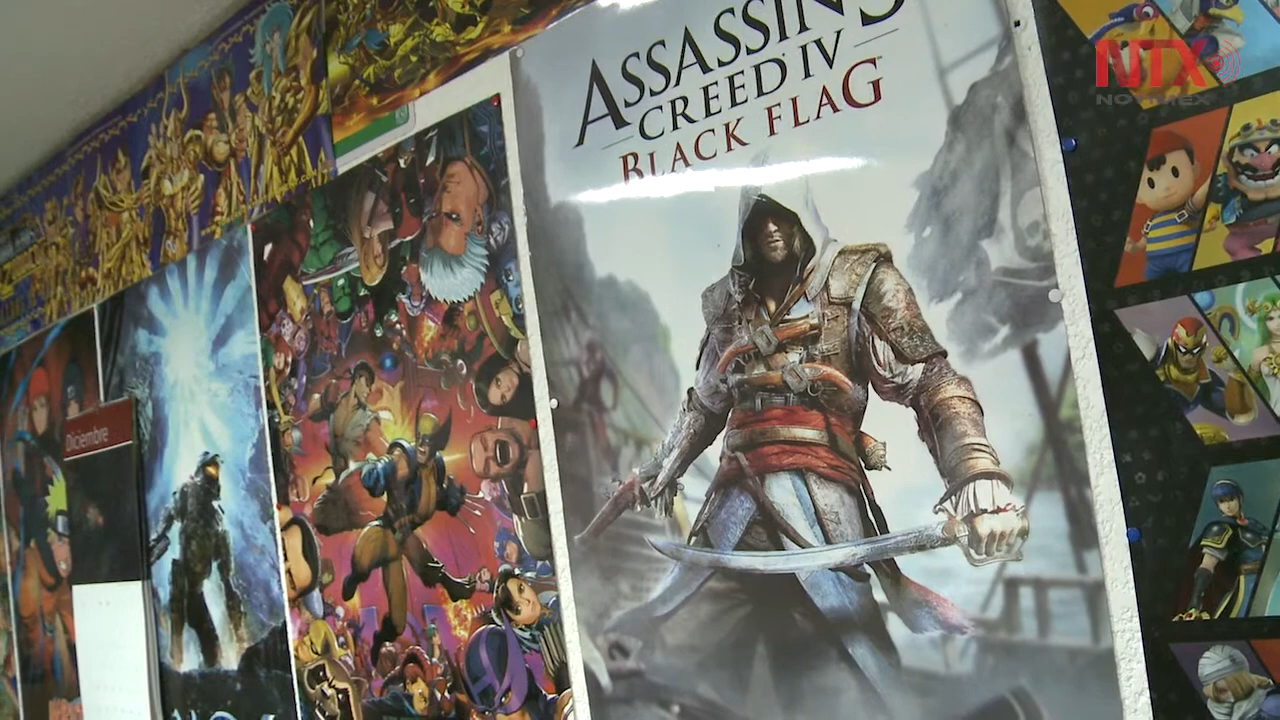 ASSASSIN'S
CREED IV
BLACK FLAG
NTX
NOTIMEX
Diciembre